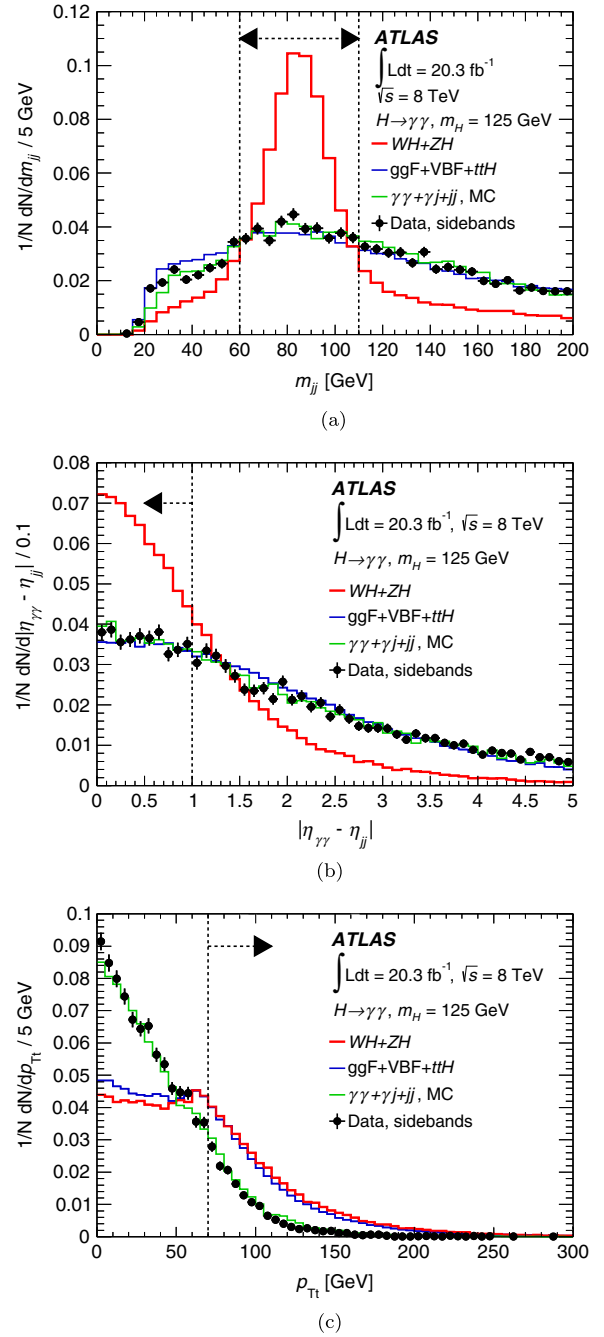 0.12
0.1
0.08
0.06
0.04
0.02
0
1/N dN/dm_jj / 5 GeV
ATLAS
∫Ldt = 20.3 fb⁻¹
√s = 8 TeV
H→γγ, m_H = 125 GeV
WH+ZH
ggF+VBF+ttH
γγ+γj+jj, MC
Data, sidebands
0 20 40 60 80 100 120 140 160 180 200
m_jj [GeV]
(a)
0.08
0.07
0.06
0.05
0.04
0.03
0.02
0.01
0
1/N dN/d|η_γγ - η_jj| / 0.1
ATLAS
∫Ldt = 20.3 fb⁻¹, √s = 8 TeV
H→γγ, m_H = 125 GeV
WH+ZH
ggF+VBF+ttH
γγ+γj+jj, MC
Data, sidebands
0 0.5 1 1.5 2 2.5 3 3.5 4 4.5 5
|η_γγ - η_jj|
(b)
0.1
0.09
0.08
0.07
0.06
0.05
0.04
0.03
0.02
0.01
0
1/N dN/dp_Tt / 5 GeV
ATLAS
∫Ldt = 20.3 fb⁻¹, √s = 8 TeV
H→γγ, m_H = 125 GeV
WH+ZH
ggF+VBF+ttH
γγ+γj+jj, MC
Data, sidebands
0 50 100 150 200 250 300
p_Tt [GeV]
(c)